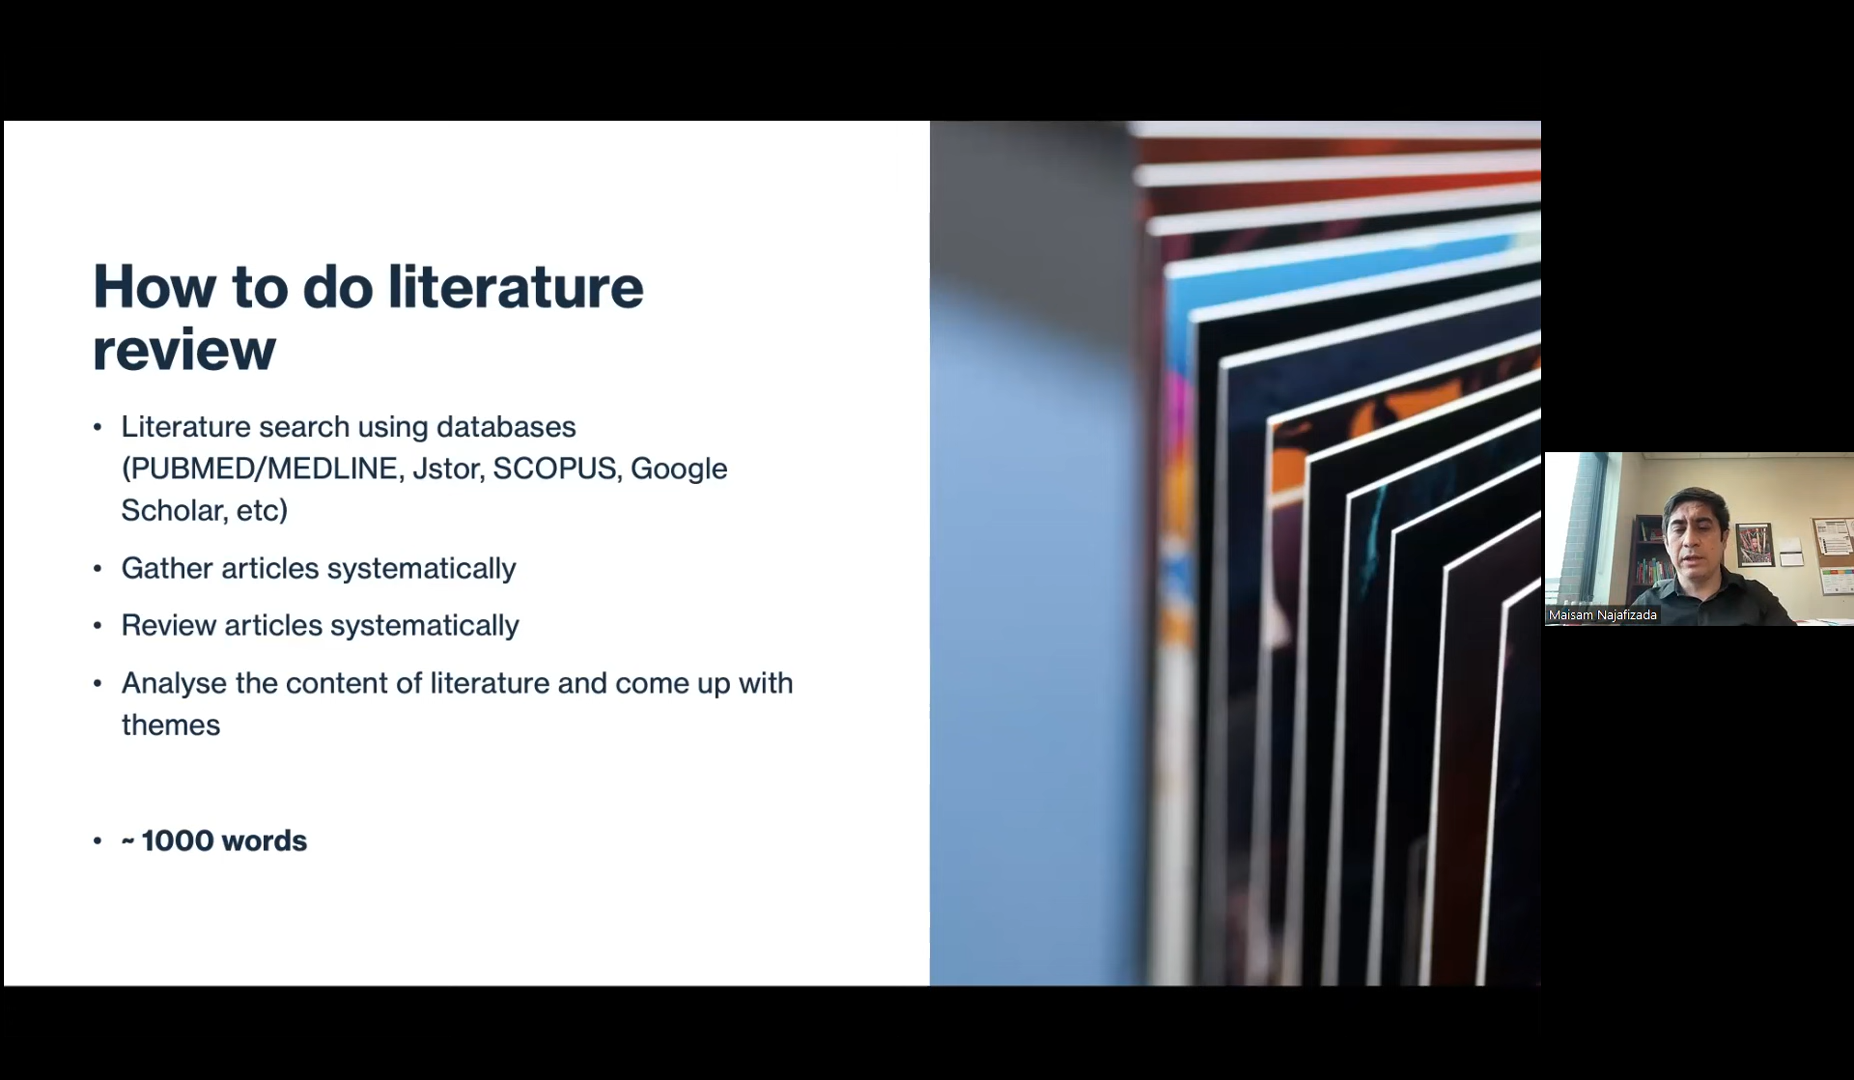 How to do literature
review
• Literature search using databases
(PUBMED/MEDLINE, Jstor, SCOPUS, Google
Scholar, etc)
• Gather articles systematically
• Review articles systematically
• Analyse the content of literature and come up with
themes
• ~ 1000 words
Maisam Najafizada